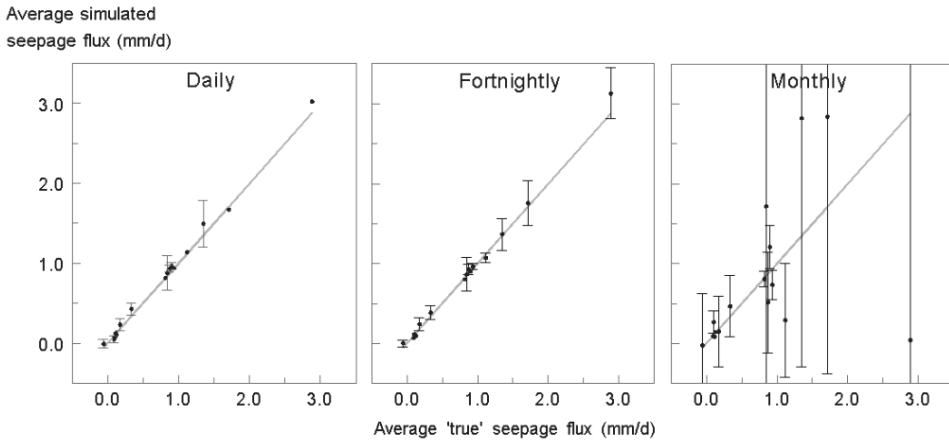 Average simulated
seepage flux (mm/d)
Daily
Fortnightly
Monthly
3.0
2.0
1.0
0.0
0.0 1.0 2.0 3.0
0.0 1.0 2.0 3.0
0.0 1.0 2.0 3.0
Average 'true' seepage flux (mm/d)